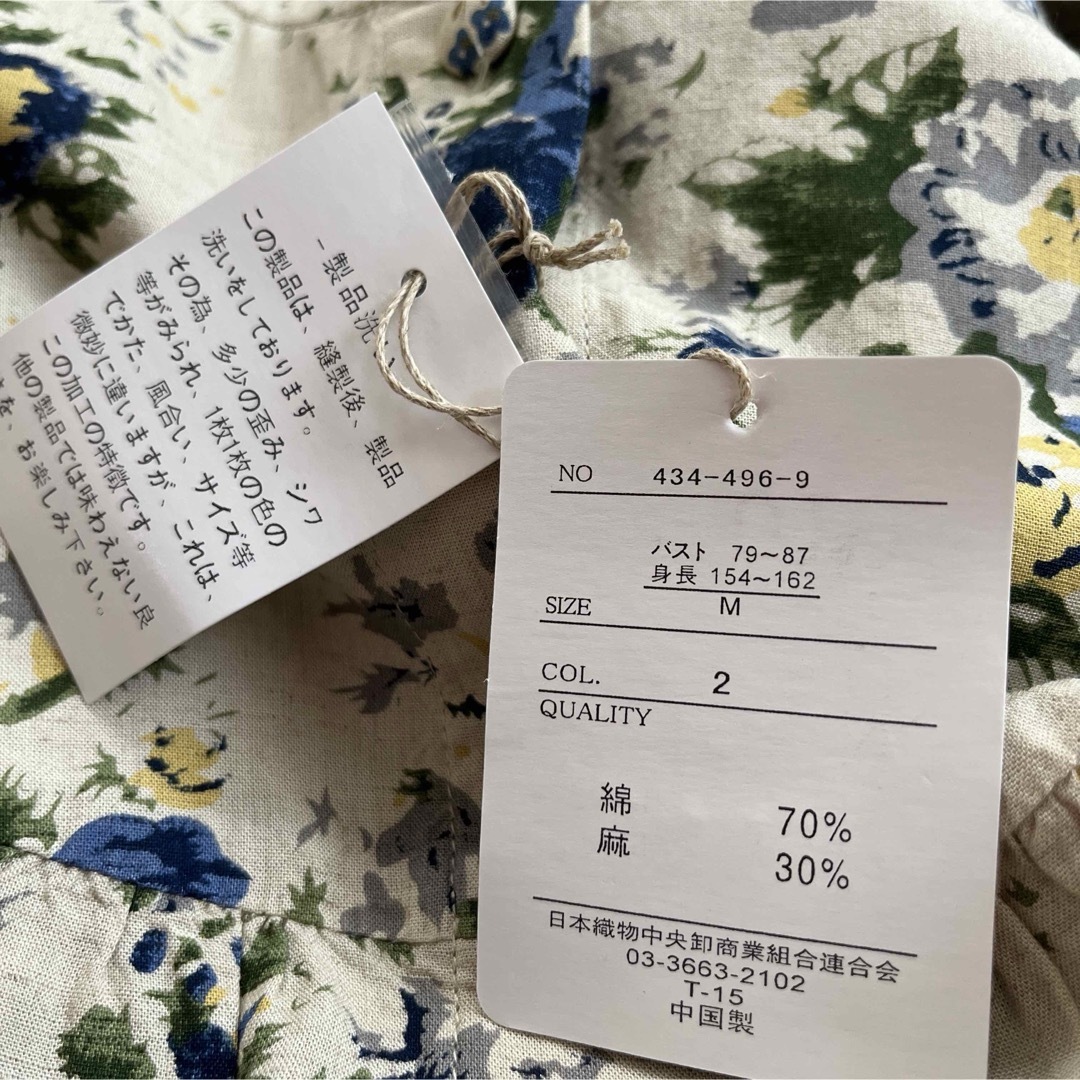 -製品洗い
この製品は、縫製後、製品
洗いをしております。
その為、多少の歪み、シワ
等がみられ、1枚1枚の色の
でかた、風合い、サイズ等
微妙に違いますが、これは、
この加工の特徴です。
他の製品では味わえない良
さを、お楽しみ下さい。
NO 434-496-9
バスト 79～87
身長 154～162
SIZE M
COL. 2
QUALITY
綿 70%
麻 30%
日本織物中央卸商業組合連合会
03-3663-2102
T-15
中国製